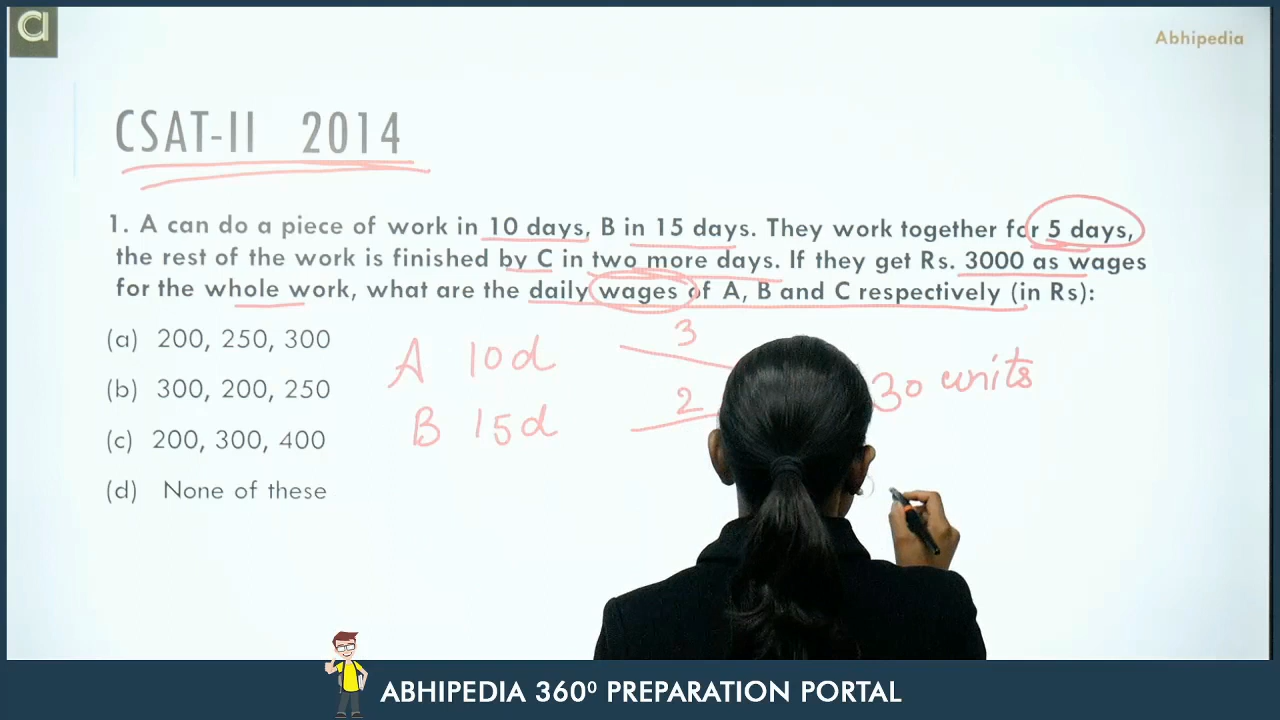 a
Abhipedia
CSAT-II 2014
1. A can do a piece of work in 10 days, B in 15 days. They work together for 5 days,
the rest of the work is finished by C in two more days. If they get Rs. 3000 as wages
for the whole work, what are the daily wages of A, B and C respectively (in Rs):
(a) 200, 250, 300
(b) 300, 200, 250
(c) 200, 300, 400
(d) None of these
A 10d 3
B 15d 2
30 units
ABHIPEDIA 360⁰ PREPARATION PORTAL